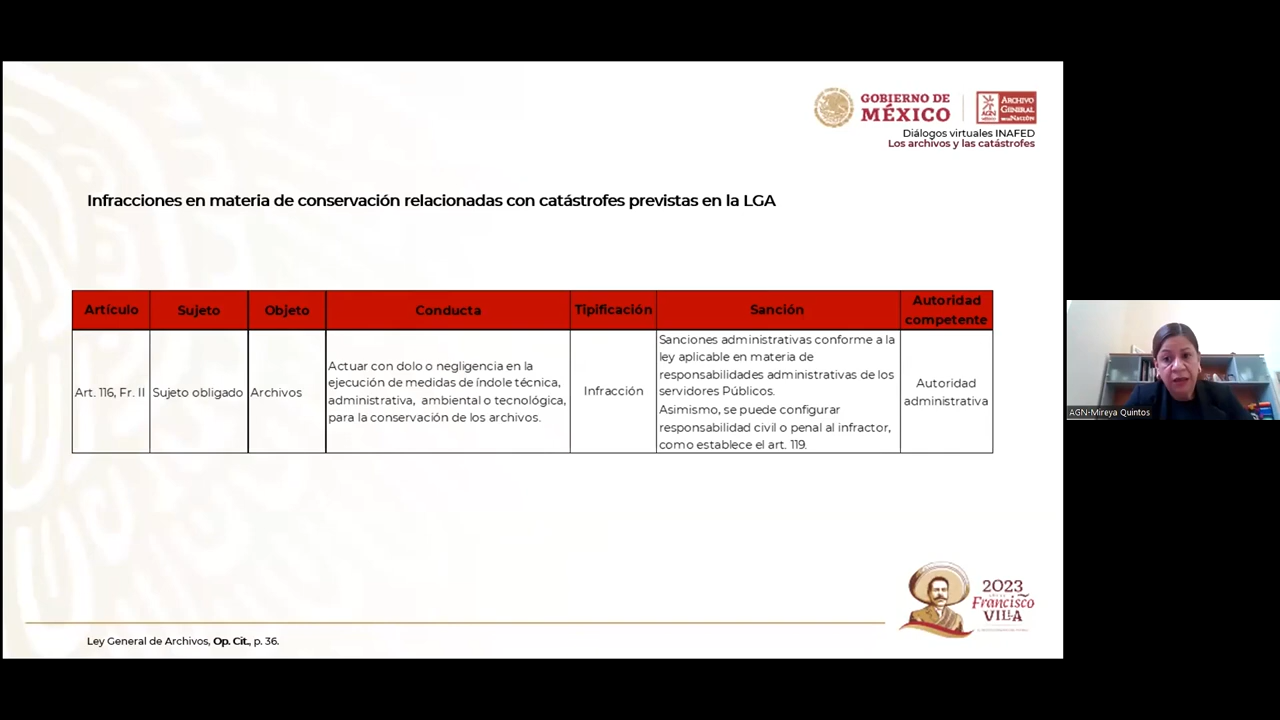 GOBIERNO DE
MÉXICO
AGN
MÉXICO
ARCHIVO
GENERAL
DE LA NACIÓN
Diálogos virtuales INAFED
Los archivos y las catástrofes
Infracciones en materia de conservación relacionadas con catástrofes previstas en la LGA
Artículo
Sujeto
Objeto
Conducta
Tipificación
Sanción
Autoridad
competente
Art. 116, Fr. II
Sujeto obligado
Archivos
Actuar con dolo o negligencia en la
ejecución de medidas de índole técnica,
administrativa, ambiental o tecnológica,
para la conservación de los archivos.
Infracción
Sanciones administrativas conforme a la
ley aplicable en materia de
responsabilidades administrativas de los
servidores Públicos.
Asimismo, se puede configurar
responsabilidad civil o penal al infractor,
como establece el art. 119.
Autoridad
administrativa
AGN-Mireya Quintos
2023
Francisco
VILLA
Ley General de Archivos, Op. Cit., p. 36.